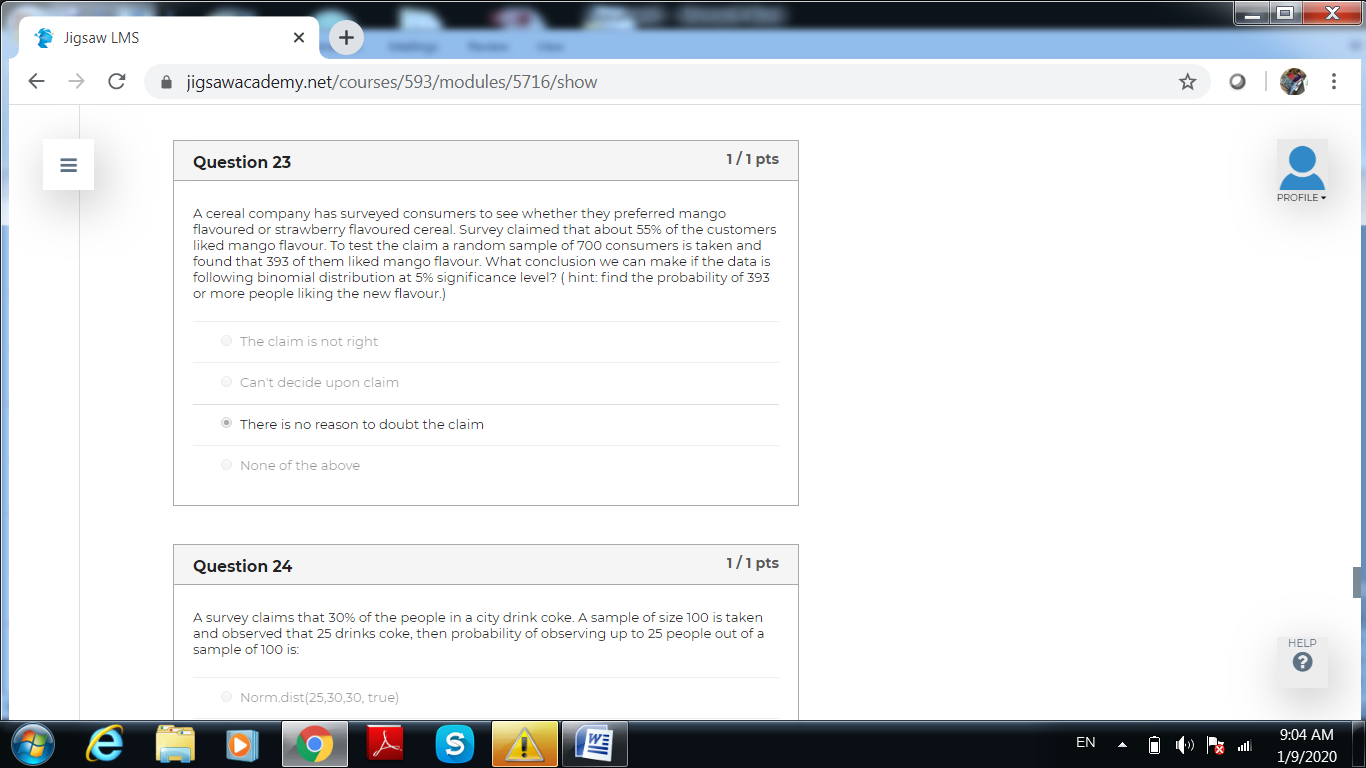 Jigsaw LMS
Mailings Review View
jigsawacademy.net/courses/593/modules/5716/show
PROFILE
Question 23
1 / 1 pts
A cereal company has surveyed consumers to see whether they preferred mango
flavoured or strawberry flavoured cereal. Survey claimed that about 55% of the customers
liked mango flavour. To test the claim a random sample of 700 consumers is taken and
found that 393 of them liked mango flavour. What conclusion we can make if the data is
following binomial distribution at 5% significance level? ( hint: find the probability of 393
or more people liking the new flavour.)
The claim is not right
Can't decide upon claim
There is no reason to doubt the claim
None of the above
Question 24
1 / 1 pts
A survey claims that 30% of the people in a city drink coke. A sample of size 100 is taken
and observed that 25 drinks coke, then probability of observing up to 25 people out of a
sample of 100 is:
Norm.dist(25,30,30, true)
HELP
EN
9:04 AM
1/9/2020